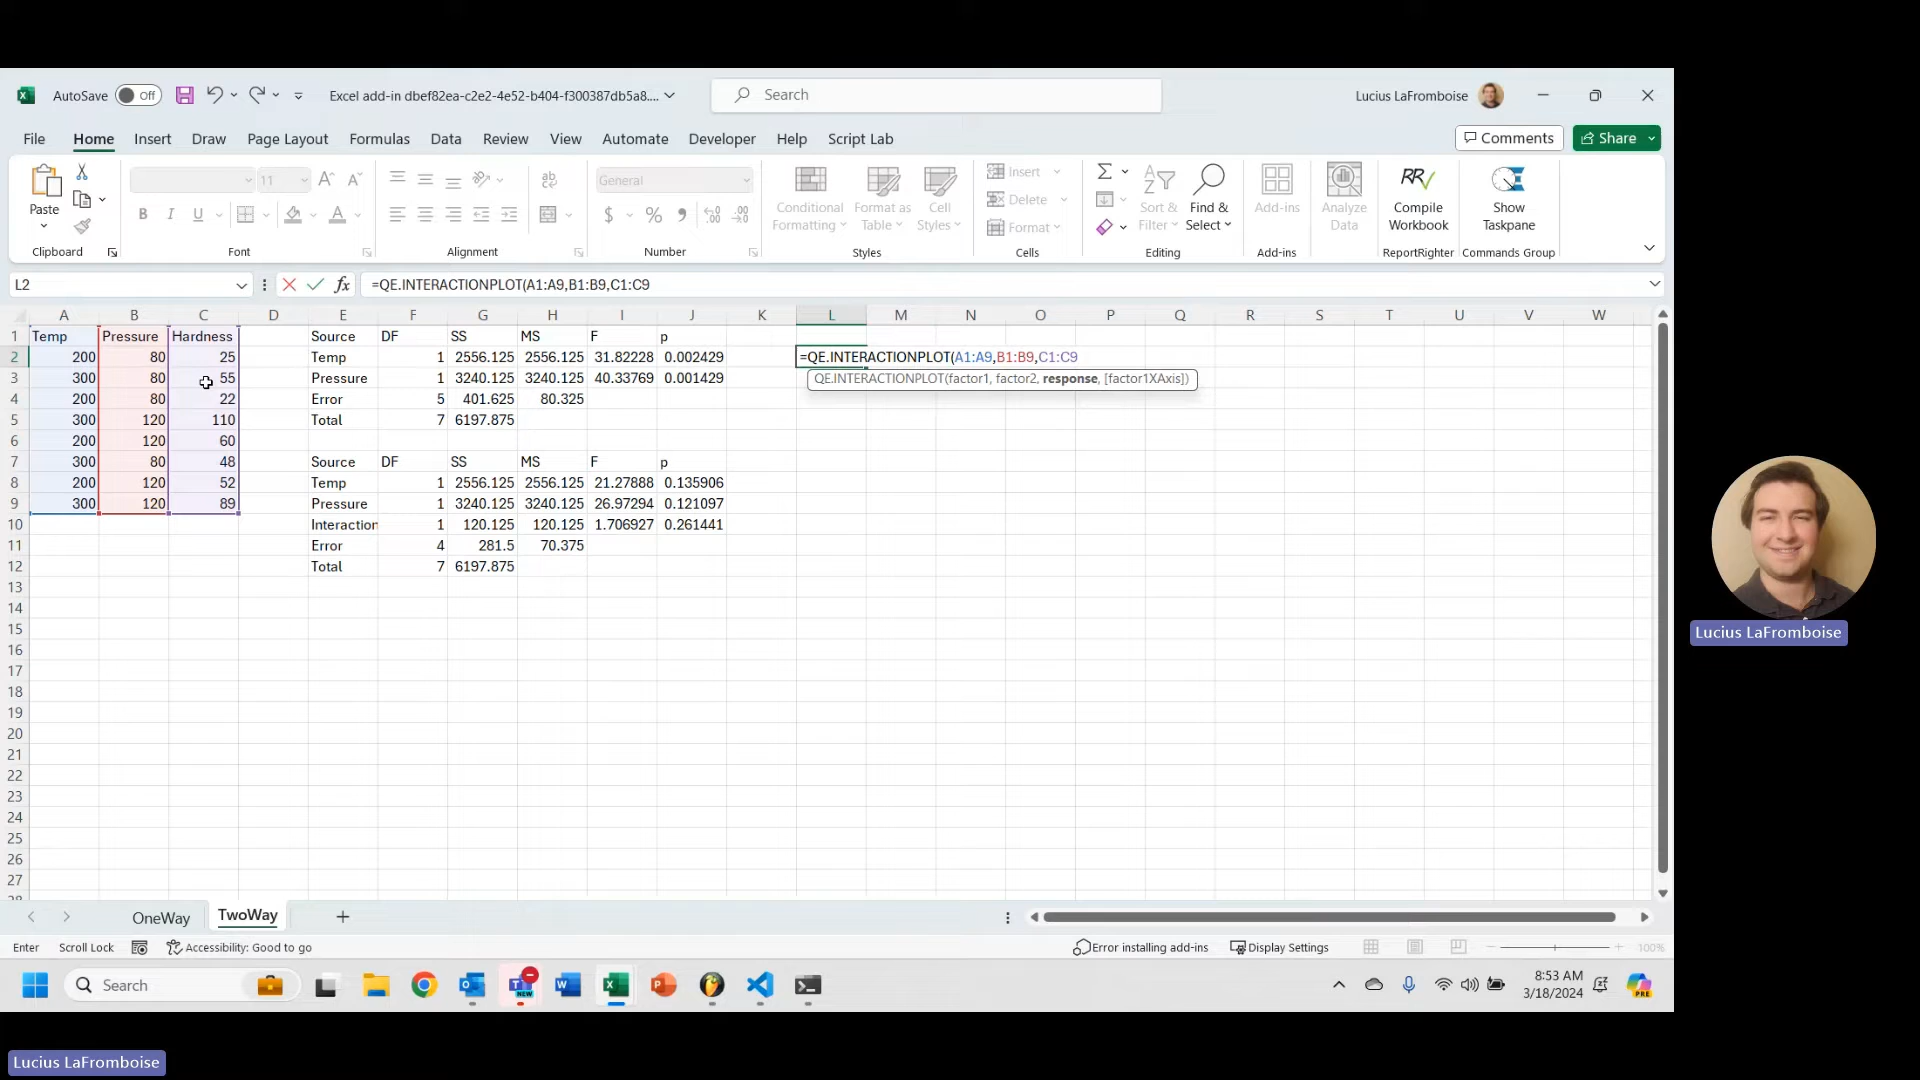 AutoSave Off Excel add-in dbef82ea-c2e2-4e52-b404-f300387db5a8.... Search Lucius LaFromboise
File Home Insert Draw Page Layout Formulas Data Review View Automate Developer Help Script Lab Comments Share
11 General Insert
Paste Conditional Formatting Format as Table Cell Styles Delete Sort & Filter Find & Select Add-ins Analyze Data Compile Workbook Show Taskpane
B I U $ % Format
Clipboard Font Alignment Number Styles Cells Editing Add-ins ReportRighter Commands Group
L2 fx =QE.INTERACTIONPLOT(A1:A9,B1:B9,C1:C9
A B C D E F G H I J K L M N O P Q R S T U V W
1 Temp Pressure Hardness Source DF SS MS F p
2 200 80 25 Temp 1 2556.125 2556.125 31.82228 0.002429 =QE.INTERACTIONPLOT(A1:A9,B1:B9,C1:C9
3 300 80 55 Pressure 1 3240.125 3240.125 40.33769 0.001429 QE.INTERACTIONPLOT(factor1, factor2, response, [factor1XAxis])
4 200 80 22 Error 5 401.625 80.325
5 300 120 110 Total 7 6197.875
6 200 120 60
7 300 80 48 Source DF SS MS F p
8 200 120 52 Temp 1 2556.125 2556.125 21.27888 0.135906
9 300 120 89 Pressure 1 3240.125 3240.125 26.97294 0.121097
10 Interaction 1 120.125 120.125 1.706927 0.261441
11 Error 4 281.5 70.375
12 Total 7 6197.875
13
14
15
16
17
18
19
20
21
22
23
24
25
26
27
OneWay TwoWay
Enter Scroll Lock Accessibility: Good to go Error installing add-ins Display Settings 100%
Search NEW 8:53 AM PRE
3/18/2024
Lucius LaFromboise
Lucius LaFromboise